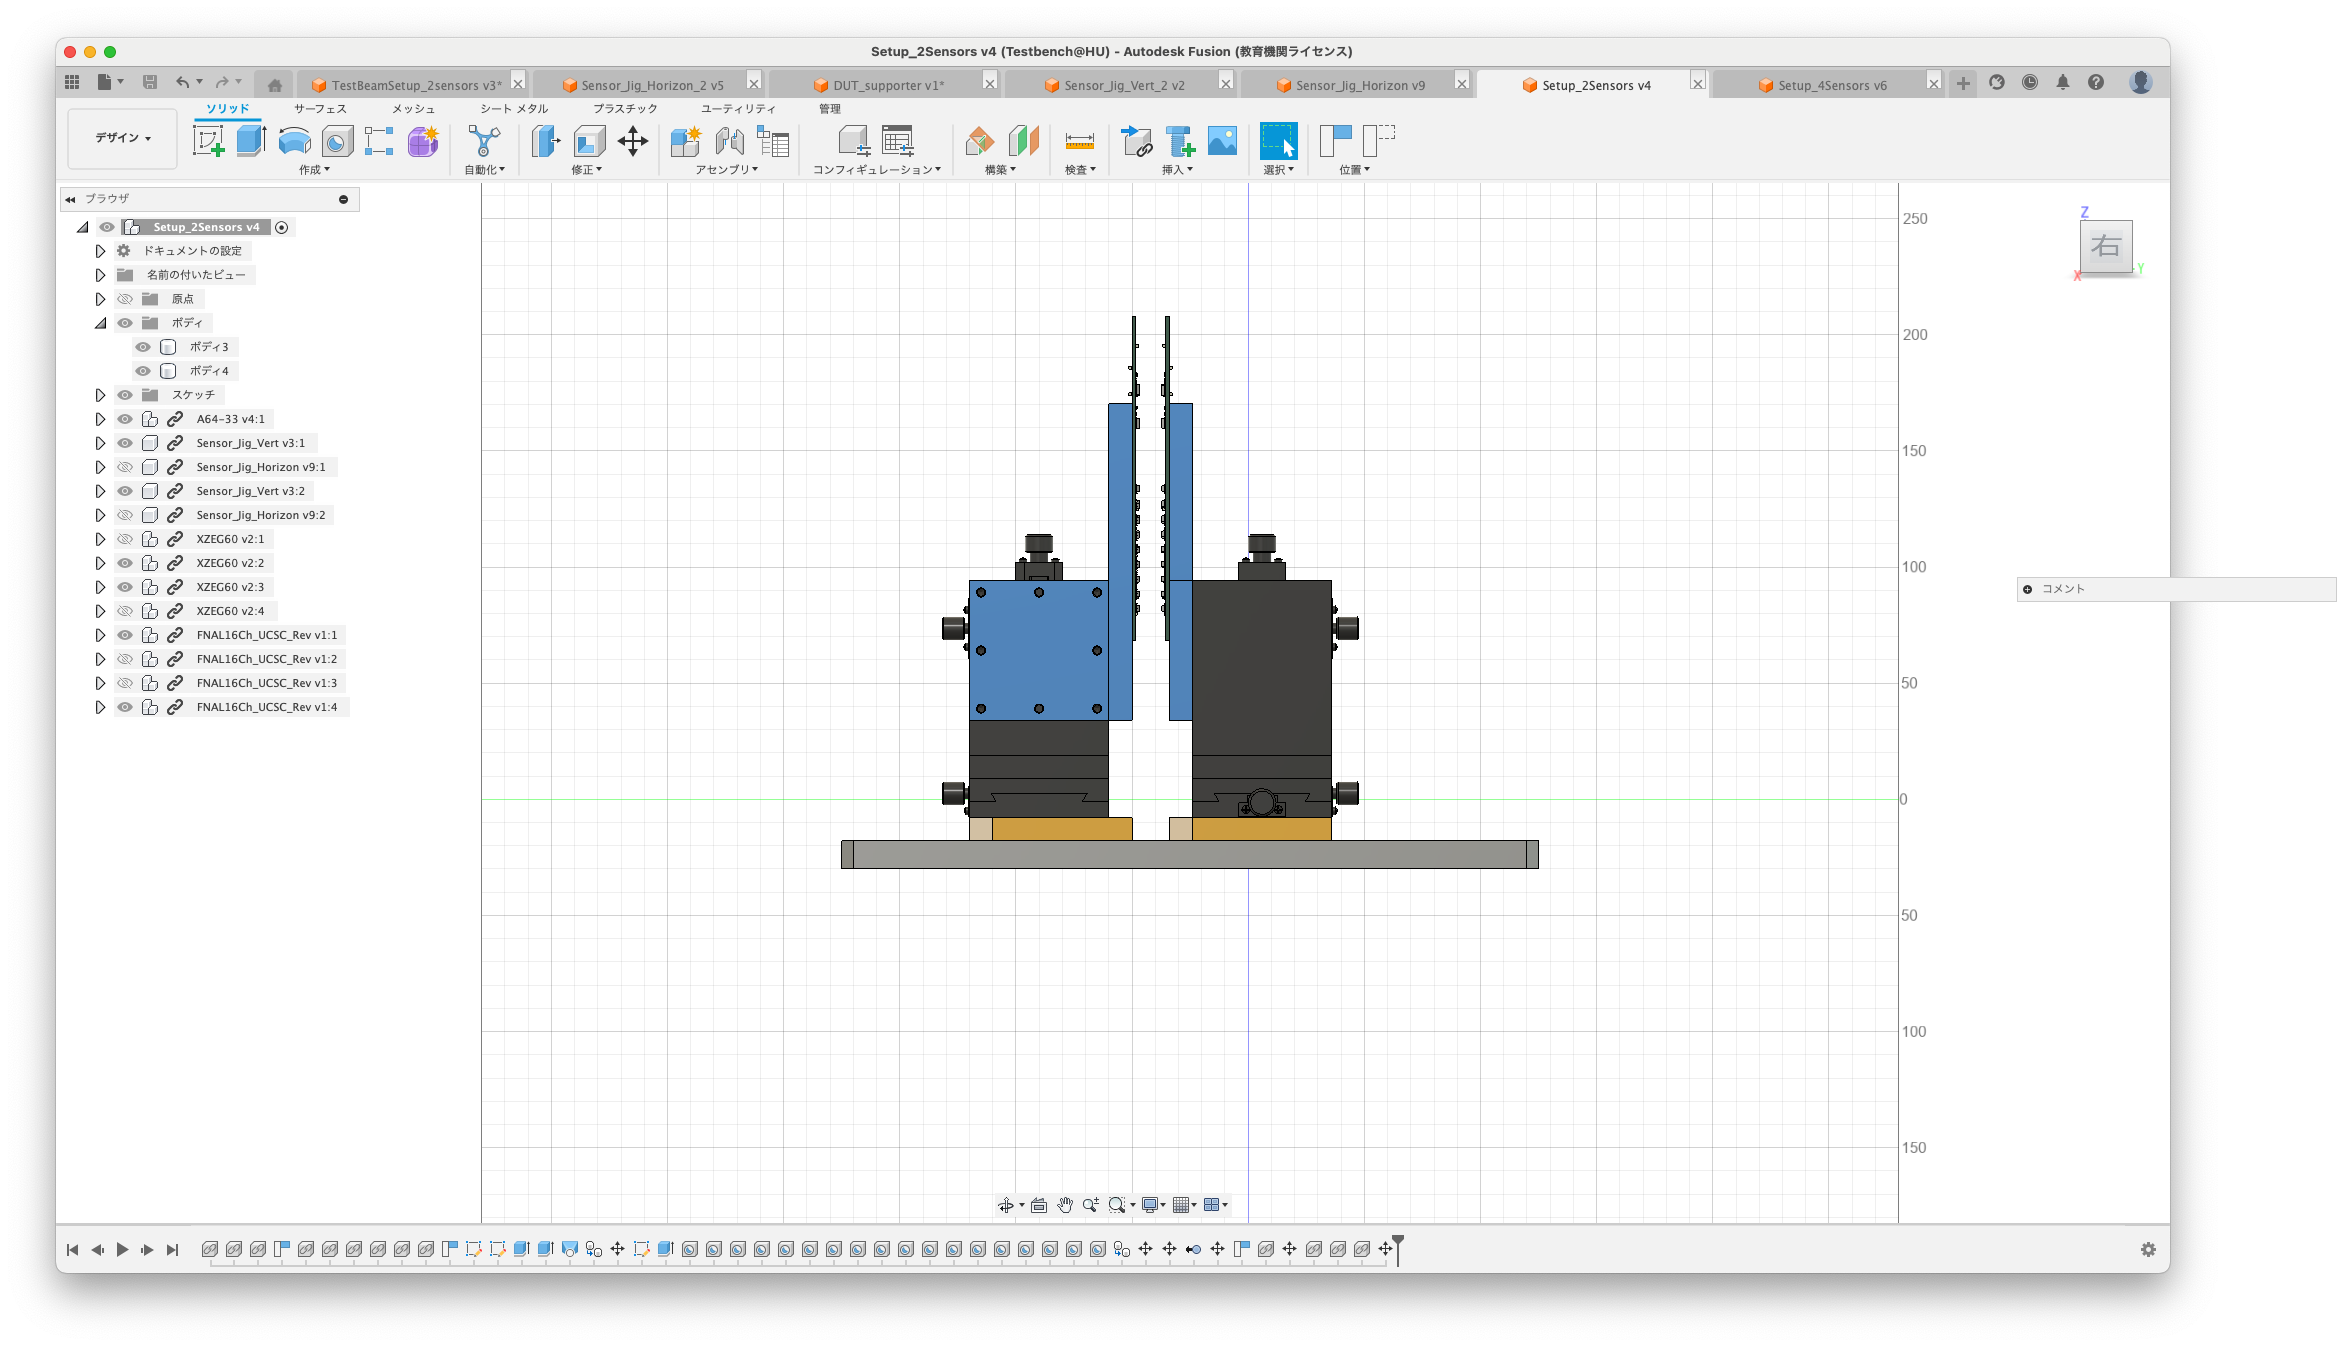 Setup_2Sensors v4 (Testbench@HU) - Autodesk Fusion (教育機関ライセンス)
TestBeamSetup_2sensors v3*
Sensor_Jig_Horizon_2 v5
DUT_supporter v1*
Sensor_Jig_Vert_2 v2
Sensor_Jig_Horizon v9
Setup_2Sensors v4
Setup_4Sensors v6
デザイン
ソリッド
サーフェス
メッシュ
シート メタル
プラスチック
ユーティリティ
管理
作成
自動化
修正
アセンブリ
コンフィギュレーション
構築
検査
挿入
選択
位置
ブラウザ
Setup_2Sensors v4
ドキュメントの設定
名前の付いたビュー
原点
ボディ
ボディ3
ボディ4
スケッチ
A64-33 v4:1
Sensor_Jig_Vert v3:1
Sensor_Jig_Horizon v9:1
Sensor_Jig_Vert v3:2
Sensor_Jig_Horizon v9:2
XZEG60 v2:1
XZEG60 v2:2
XZEG60 v2:3
XZEG60 v2:4
FNAL16Ch_UCSC_Rev v1:1
FNAL16Ch_UCSC_Rev v1:2
FNAL16Ch_UCSC_Rev v1:3
FNAL16Ch_UCSC_Rev v1:4
250
200
150
100
50
0
50
100
150
Z
右
X
Y
コメント